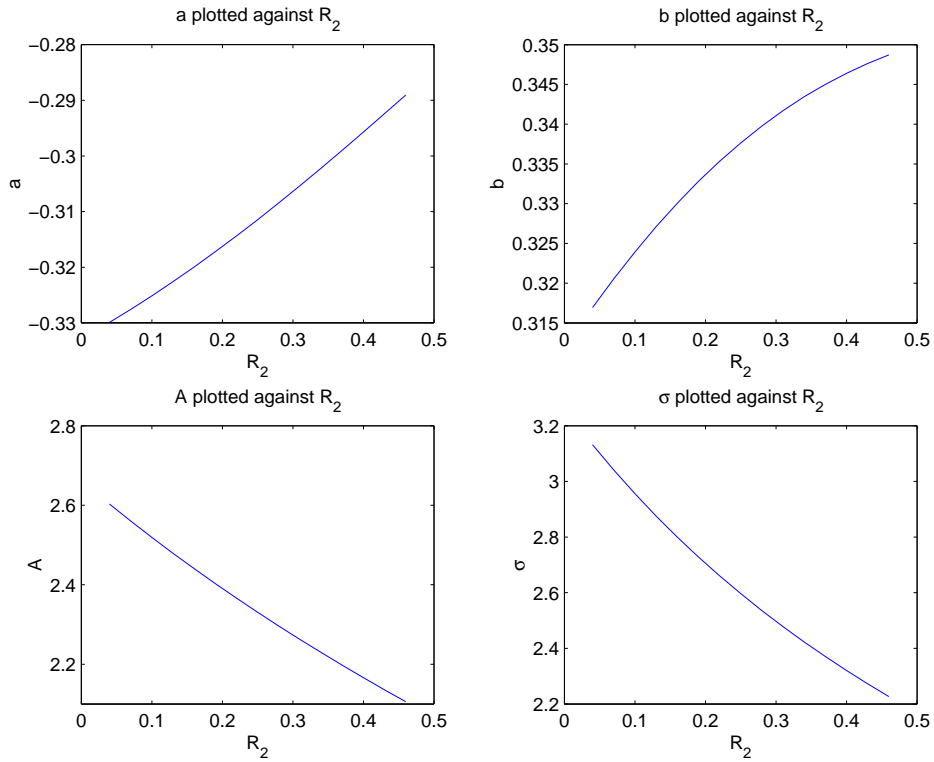 a plotted against R2
−0.28
−0.29
−0.3
−0.31
−0.32
−0.33
a
0 0.1 0.2 0.3 0.4 0.5
R2
b plotted against R2
0.35
0.345
0.34
0.335
0.33
0.325
0.32
0.315
b
0 0.1 0.2 0.3 0.4 0.5
R2
A plotted against R2
2.8
2.6
2.4
2.2
A
0 0.1 0.2 0.3 0.4 0.5
R2
σ plotted against R2
3.2
3
2.8
2.6
2.4
2.2
σ
0 0.1 0.2 0.3 0.4 0.5
R2